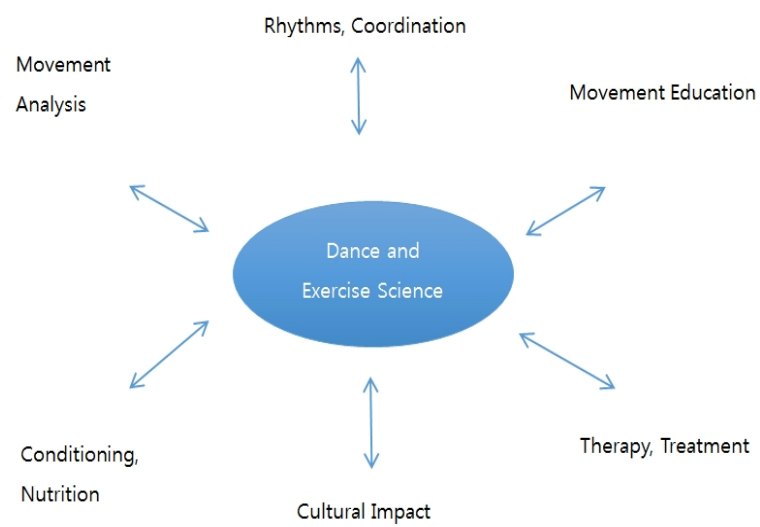 Rhythms, Coordination
Movement
Analysis
Movement Education
Dance and
Exercise Science
Conditioning,
Nutrition
Therapy, Treatment
Cultural Impact